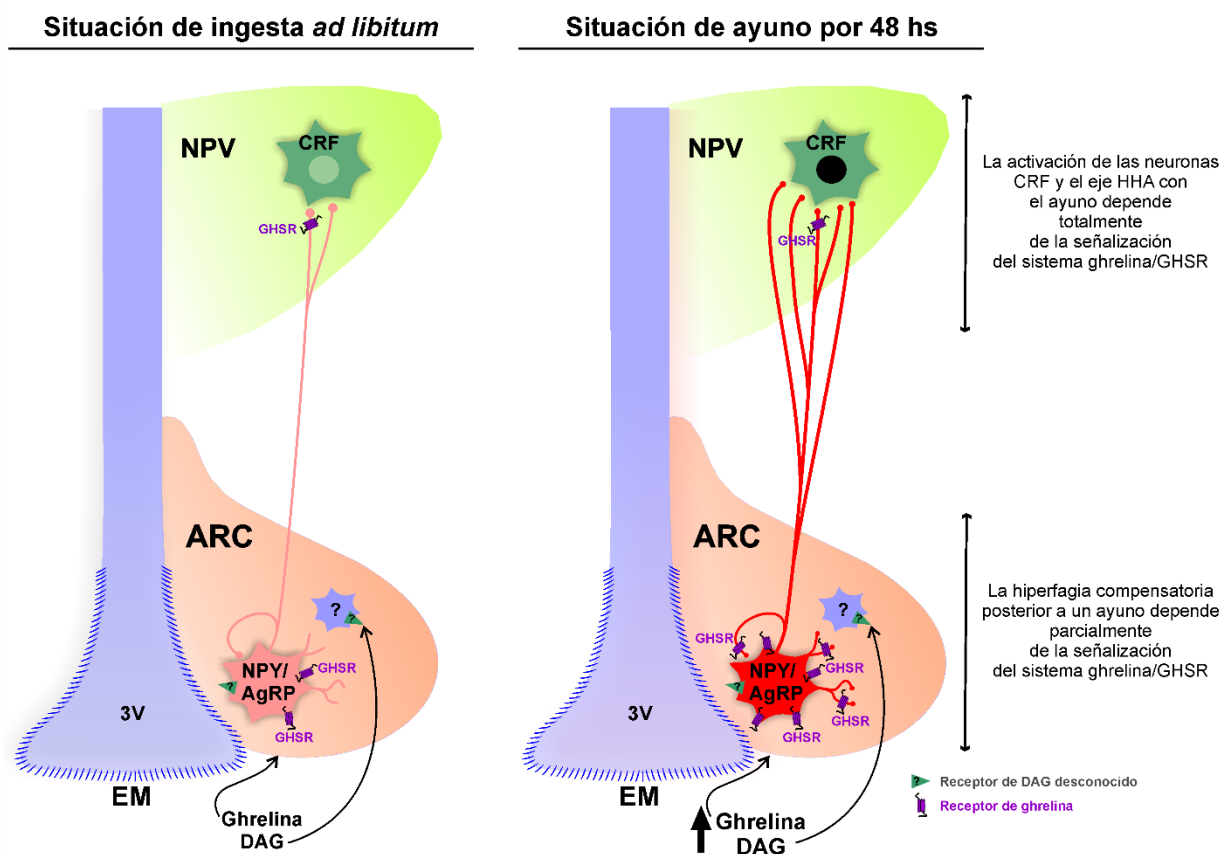 Situación de ingesta ad libitum
NPV
CRF
GHSR
ARC
?
?
NPY/
AgRP
?
GHSR
GHSR
3V
EM
Ghrelina
DAG
Situación de ayuno por 48 hs
NPV
CRF
GHSR
ARC
?
?
GHSR
GHSR
NPY/
AgRP
?
GHSR
GHSR
GHSR
3V
EM
Ghrelina
DAG
La activación de las neuronas
CRF y el eje HHA con
el ayuno depende
totalmente
de la señalización
del sistema ghrelina/GHSR
La hiperfagia compensatoria
posterior a un ayuno depende
parcialmente
de la señalización
del sistema ghrelina/GHSR
? Receptor de DAG desconocido
Receptor de ghrelina